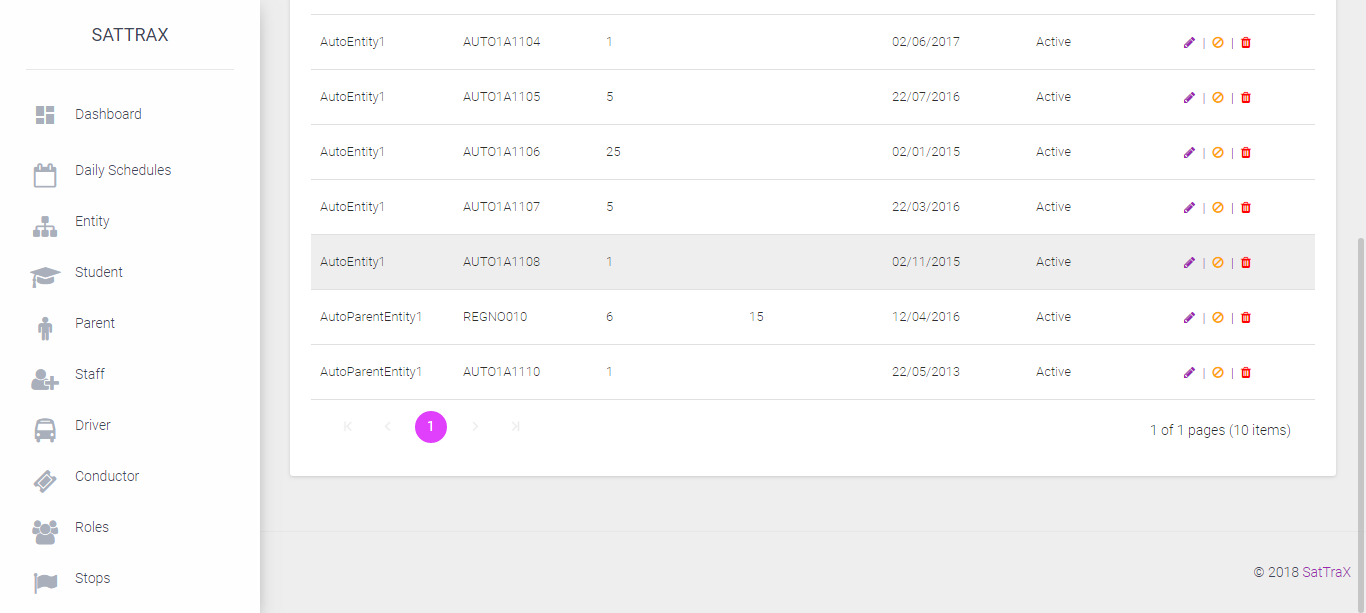 SATTRAX
Dashboard
Daily Schedules
Entity
Student
Parent
Staff
Driver
Conductor
Roles
Stops
AutoEntity1 AUTO1A1104 1 02/06/2017 Active | |
AutoEntity1 AUTO1A1105 5 22/07/2016 Active | |
AutoEntity1 AUTO1A1106 25 02/01/2015 Active | |
AutoEntity1 AUTO1A1107 5 22/03/2016 Active | |
AutoEntity1 AUTO1A1108 1 02/11/2015 Active | |
AutoParentEntity1 REGNO010 6 15 12/04/2016 Active | |
AutoParentEntity1 AUTO1A1110 1 22/05/2013 Active | |
1 1 of 1 pages (10 items)
© 2018 SatTraX